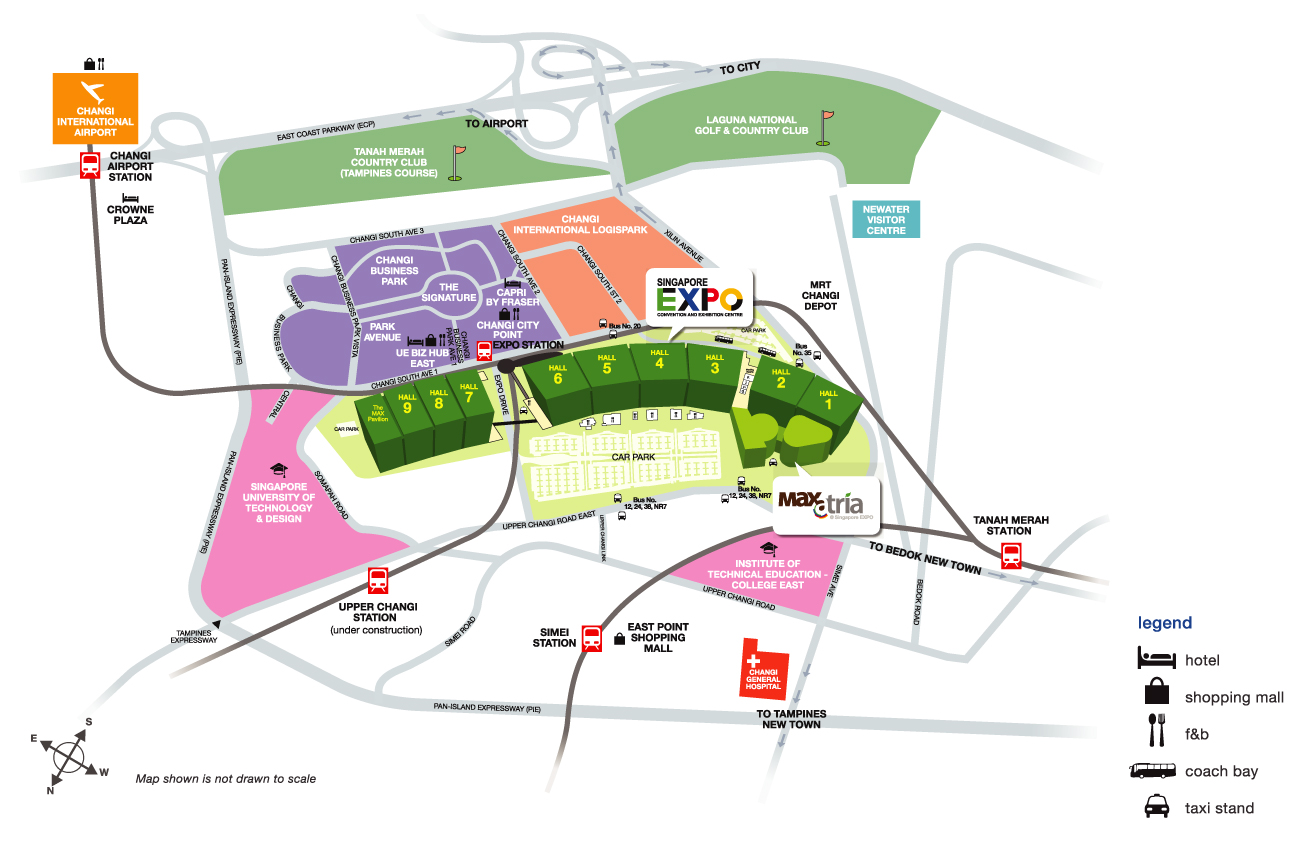 TO CITY
CHANGI
INTERNATIONAL
AIRPORT
EAST COAST PARKWAY (ECP)
TO AIRPORT
LAGUNA NATIONAL
GOLF & COUNTRY CLUB
TANAH MERAH
COUNTRY CLUB
(TAMPINES COURSE)
CHANGI
AIRPORT
STATION
CROWNE
PLAZA
NEWATER
VISITOR
CENTRE
CHANGI
INTERNATIONAL LOGISPARK
XILIN AVENUE
CHANGI SOUTH AVE 3
CHANGI SOUTH AVE 2
CHANGI SOUTH ST 2
PAN-ISLAND EXPRESSWAY (PIE)
CHANGI
BUSINESS
PARK
CHANGI BUSINESS PARK VISTA
THE
SIGNATURE
CAPRI
BY FRASER
CHANGI CITY
POINT
EXPO STATION
CHANGI
BUSINESS PARK
CENTRAL
PARK
AVENUE
UE BIZ HUB
EAST
CHANGI
BUSINESS
PARK AVE 1
CHANGI SOUTH AVE 1
SINGAPORE
EXPO
CONVENTION AND EXHIBITION CENTRE
MRT
CHANGI
DEPOT
Bus No. 20
CAR PARK
Bus
No. 35
HALL
6
HALL
5
HALL
4
HALL
3
HALL
2
HALL
1
The
MAX
Pavilion
HALL
9
HALL
8
HALL
7
EXPO DRIVE
CAR PARK
CAR PARK
Bus No.
12, 24, 38, NR7
Bus No.
12, 24, 38, NR7
MAXatria
@ Singapore EXPO
SINGAPORE
UNIVERSITY OF
TECHNOLOGY
& DESIGN
SOMAPAH ROAD
PAN-ISLAND EXPRESSWAY (PIE)
UPPER CHANGI ROAD EAST
UPPER CHANGI LINK
TANAH MERAH
STATION
TO BEDOK NEW TOWN
INSTITUTE OF
TECHNICAL EDUCATION -
COLLEGE EAST
UPPER CHANGI ROAD
SIMEI AVE
BEDOK ROAD
UPPER CHANGI
STATION
(under construction)
TAMPINES
EXPRESSWAY
SIMEI ROAD
SIMEI
STATION
EAST POINT
SHOPPING
MALL
CHANGI
GENERAL
HOSPITAL
PAN-ISLAND EXPRESSWAY (PIE)
TO TAMPINES
NEW TOWN
S
E
W
N
Map shown is not drawn to scale
legend
hotel
shopping mall
f&b
coach bay
taxi stand